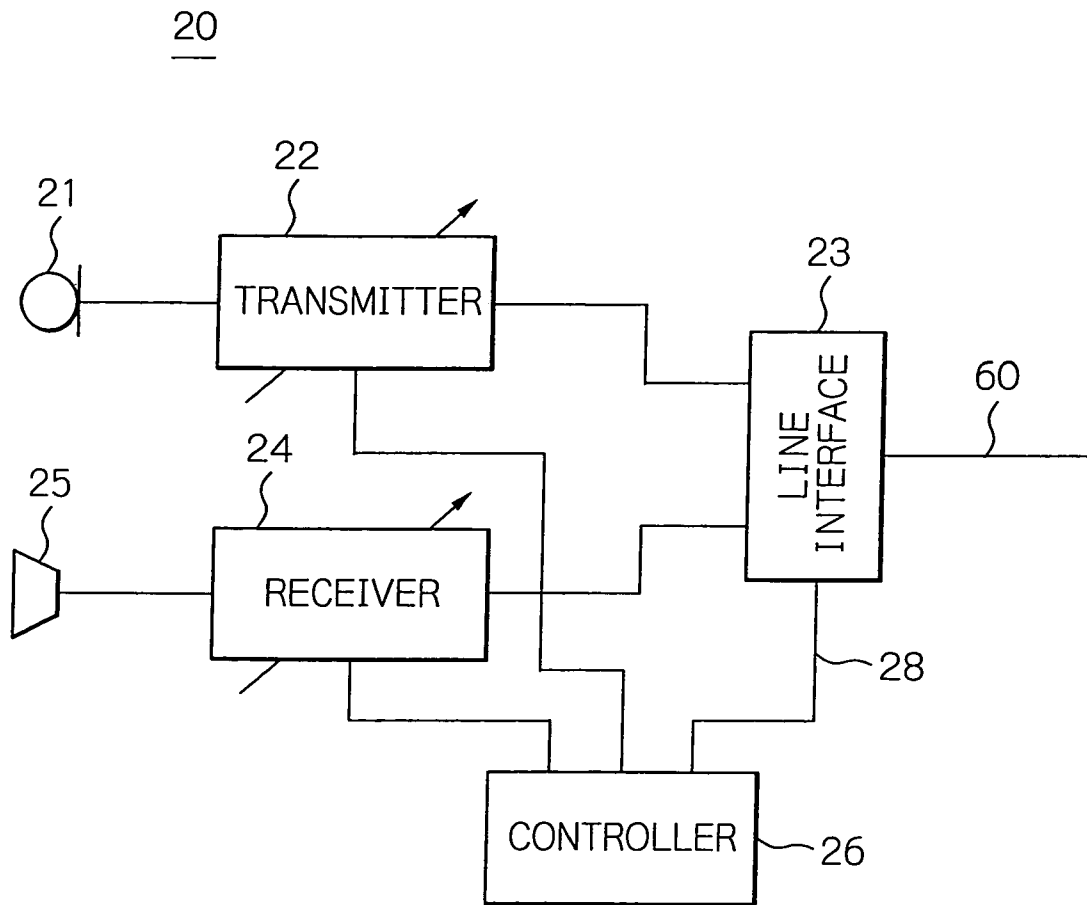 20
22
21
TRANSMITTER
23
LINE
INTERFACE
60
24
25
RECEIVER
28
CONTROLLER
26